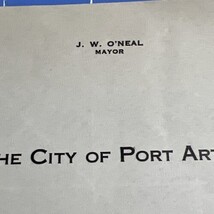 J. W. O'NEAL
MAYOR
HE CITY OF PORT ART